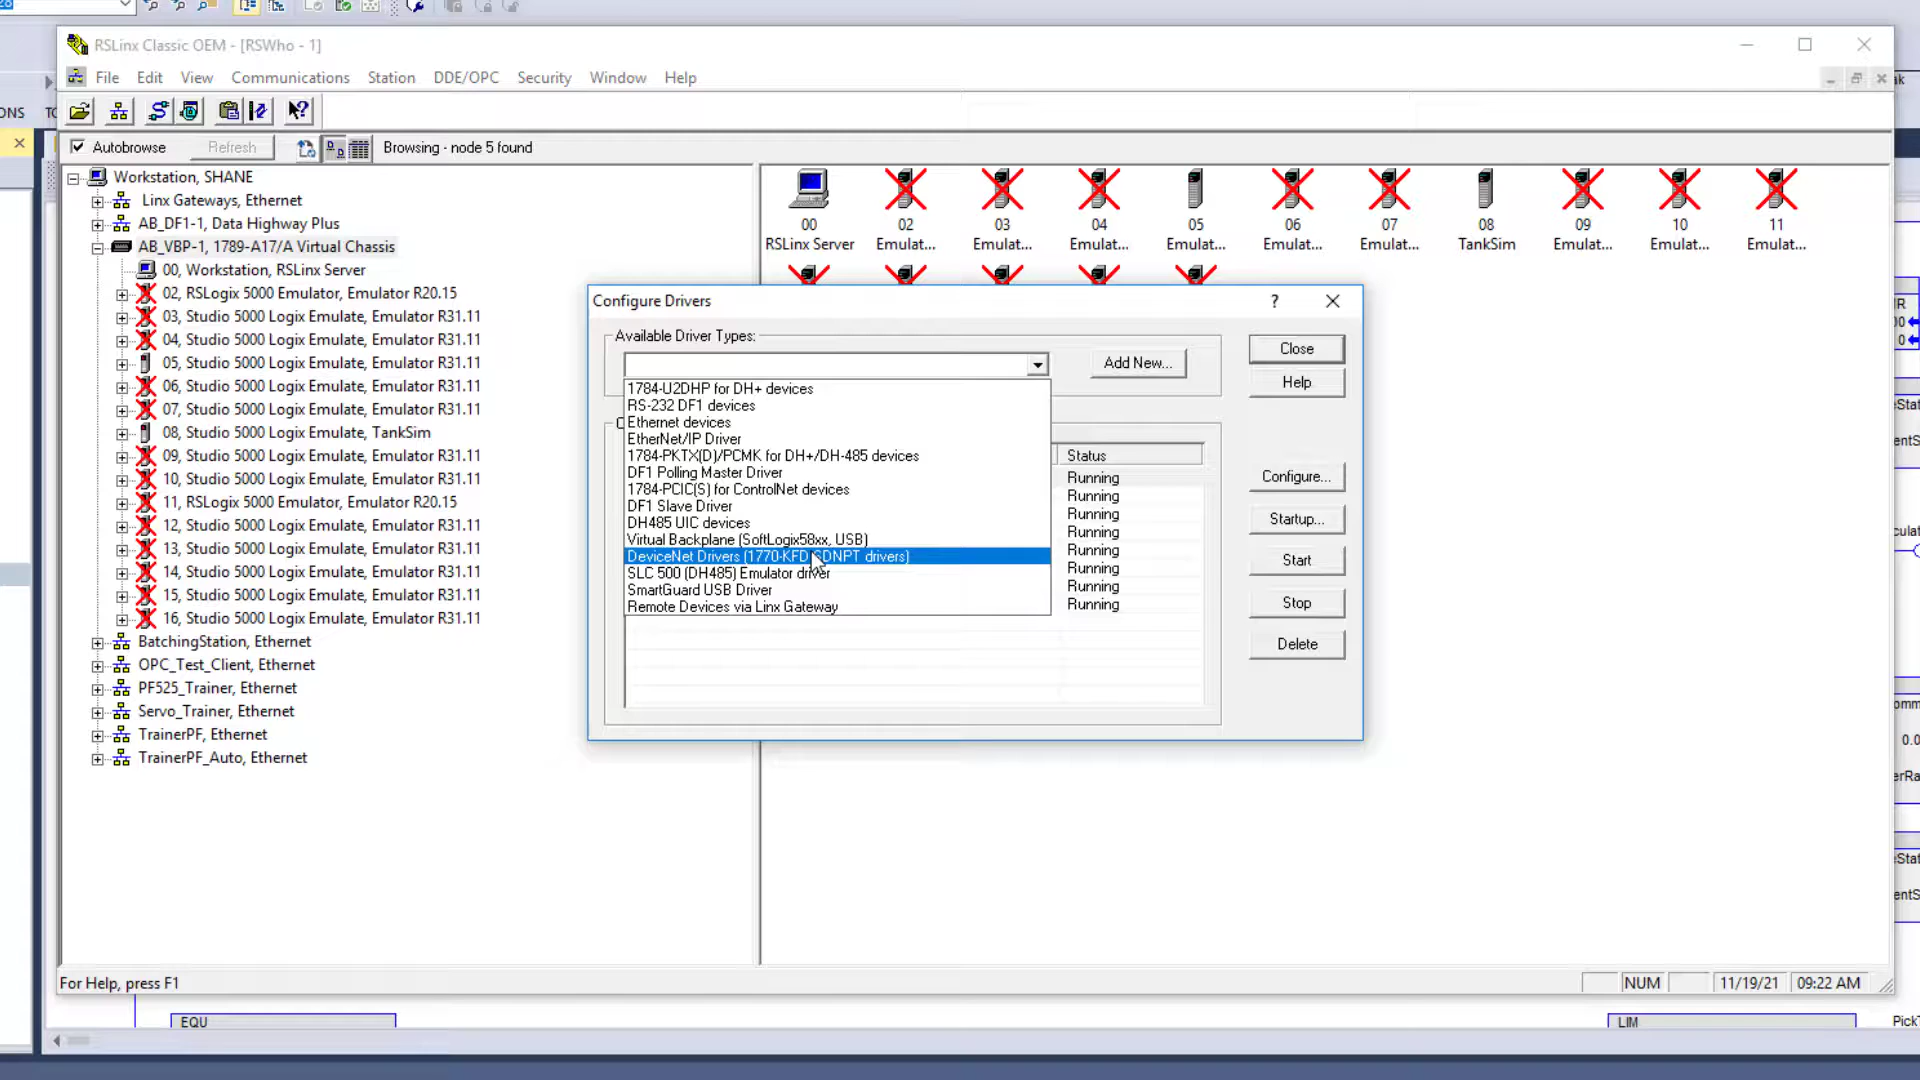 RSLinx Classic OEM - [RSWho - 1]
File Edit View Communications Station DDE/OPC Security Window Help
ONS
Autobrowse Refresh Browsing - node 5 found
Workstation, SHANE
Linx Gateways, Ethernet
AB_DF1-1, Data Highway Plus
AB_VBP-1, 1789-A17/A Virtual Chassis
00, Workstation, RSLinx Server
02, RSLogix 5000 Emulator, Emulator R20.15
03, Studio 5000 Logix Emulate, Emulator R31.11
04, Studio 5000 Logix Emulate, Emulator R31.11
05, Studio 5000 Logix Emulate, Emulator R31.11
06, Studio 5000 Logix Emulate, Emulator R31.11
07, Studio 5000 Logix Emulate, Emulator R31.11
08, Studio 5000 Logix Emulate, TankSim
09, Studio 5000 Logix Emulate, Emulator R31.11
10, Studio 5000 Logix Emulate, Emulator R31.11
11, RSLogix 5000 Emulator, Emulator R20.15
12, Studio 5000 Logix Emulate, Emulator R31.11
13, Studio 5000 Logix Emulate, Emulator R31.11
14, Studio 5000 Logix Emulate, Emulator R31.11
15, Studio 5000 Logix Emulate, Emulator R31.11
16, Studio 5000 Logix Emulate, Emulator R31.11
BatchingStation, Ethernet
OPC_Test_Client, Ethernet
PF525_Trainer, Ethernet
Servo_Trainer, Ethernet
TrainerPF, Ethernet
TrainerPF_Auto, Ethernet
00 02 03 04 05 06 07 08 09 10 11
RSLinx Server Emulat... Emulat... Emulat... Emulat... Emulat... Emulat... TankSim Emulat... Emulat... Emulat...
Configure Drivers ?
Available Driver Types:
Add New...
Close
Help
1784-U2DHP for DH+ devices
RS-232 DF1 devices
Ethernet devices
EtherNet/IP Driver
1784-PKTX(D)/PCMK for DH+/DH-485 devices
DF1 Polling Master Driver
1784-PCIC(S) for ControlNet devices
DF1 Slave Driver
DH485 UIC devices
Virtual Backplane (SoftLogix58xx, USB)
DeviceNet Drivers (1770-KFD,SDNPT drivers)
SLC 500 (DH485) Emulator driver
SmartGuard USB Driver
Remote Devices via Linx Gateway
Status
Running
Running
Running
Running
Running
Running
Running
Running
Configure...
Startup...
Start
Stop
Delete
For Help, press F1
NUM 11/19/21 09:22 AM
EQU
LIM